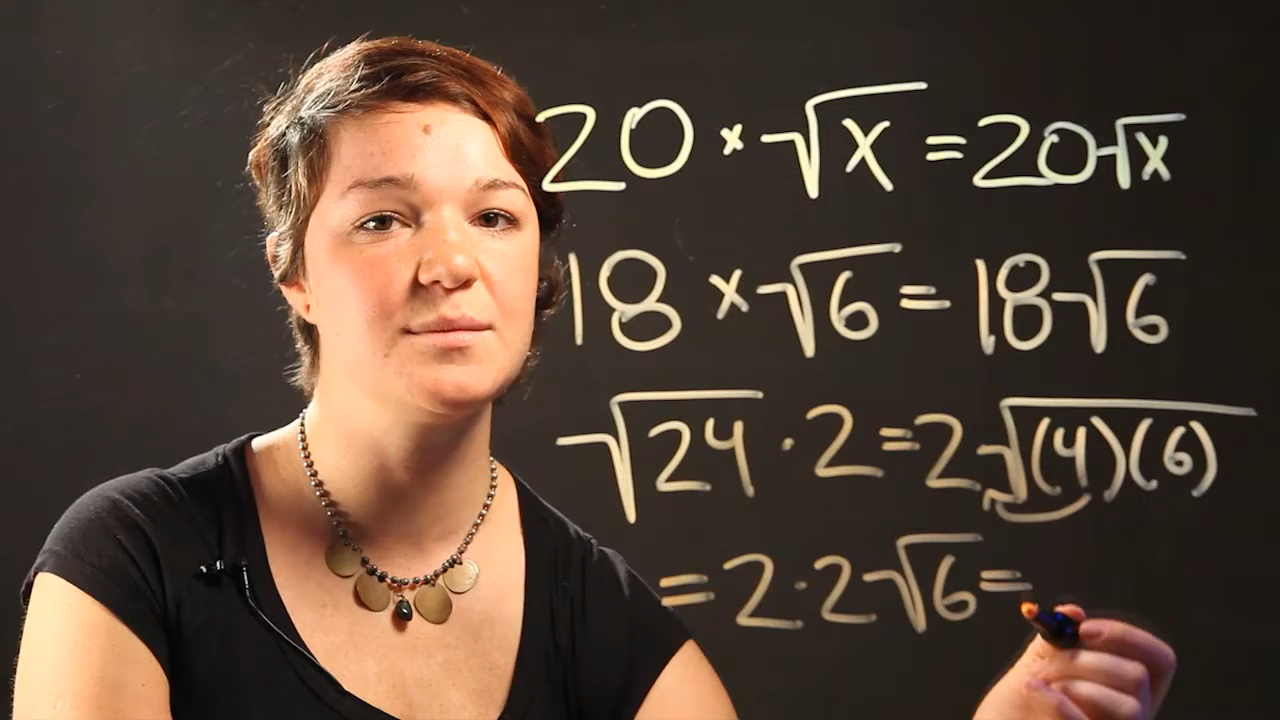 20 × √x = 20√x
18 × √6 = 18√6
√24 · 2 = 2√(4)(6)
= 2 · 2√6 =